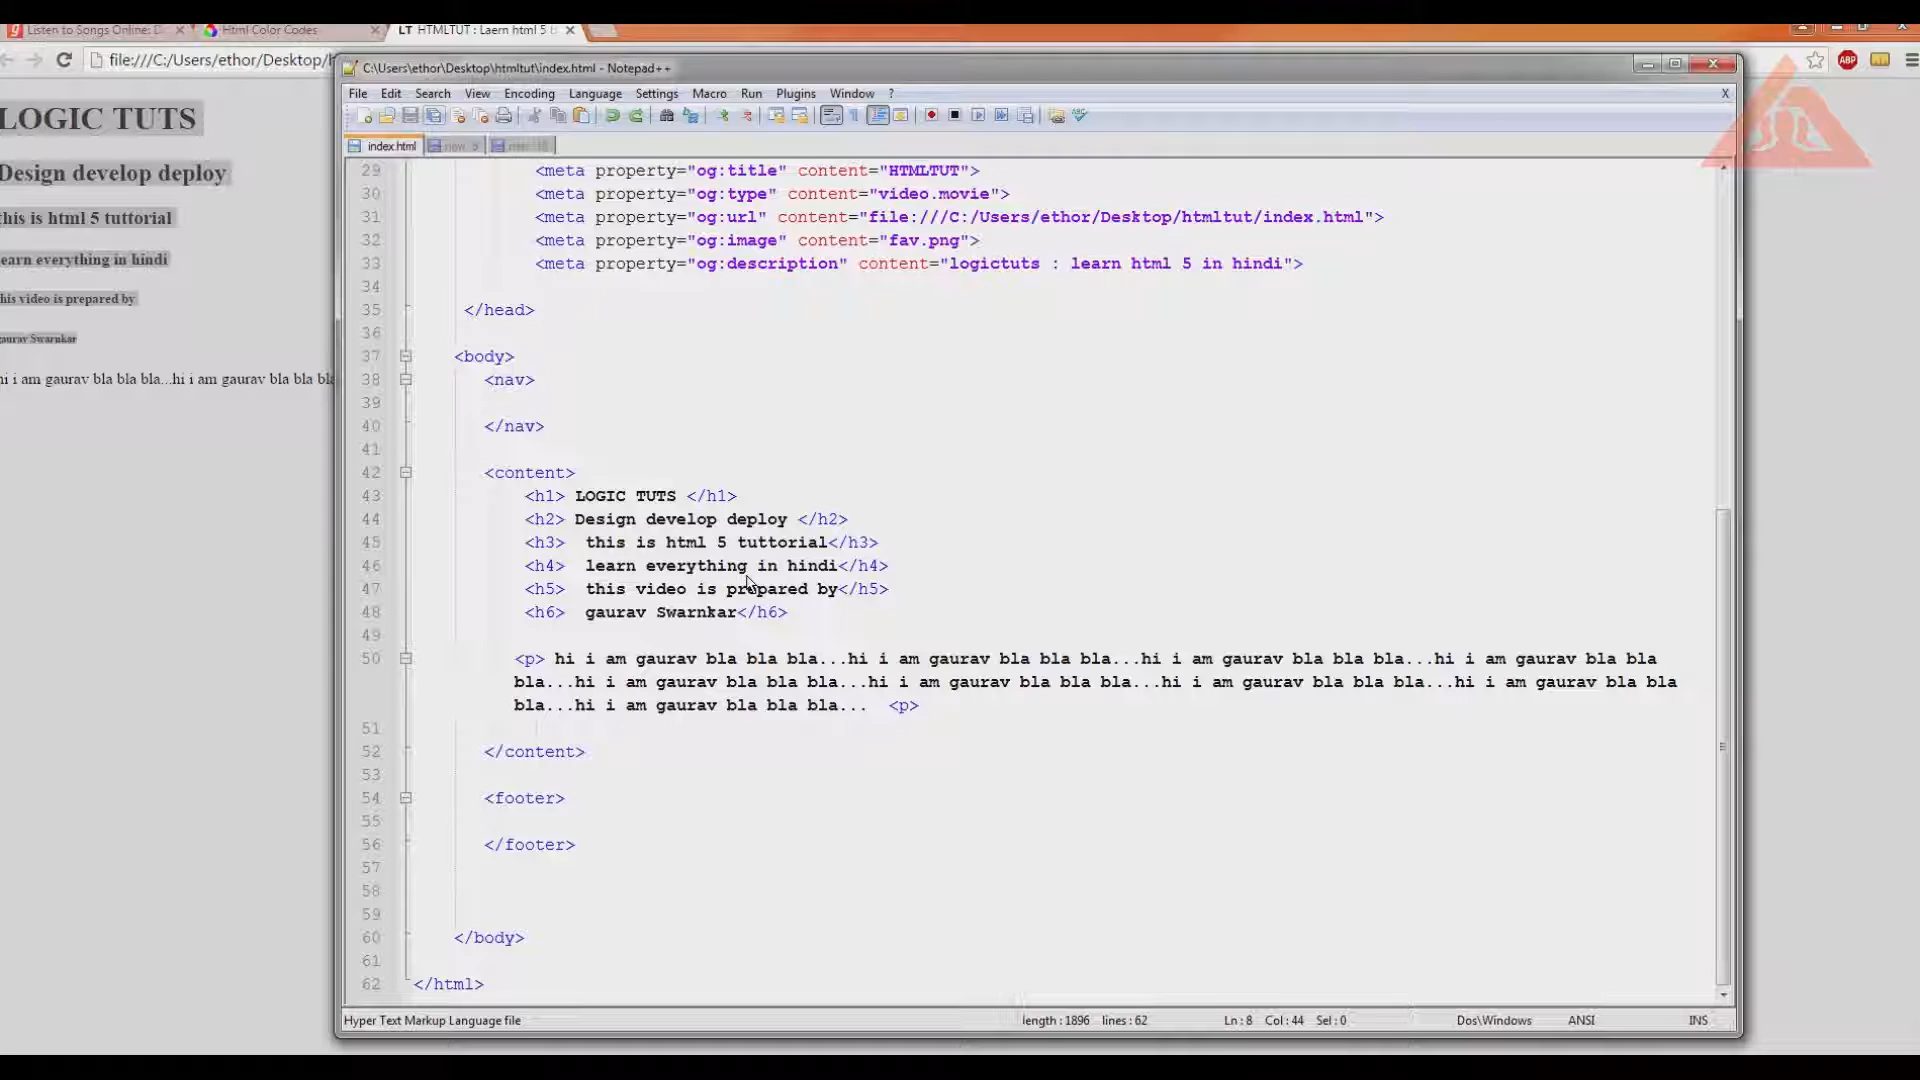 Listen to Songs Online: D
Html Color Codes
LT HTMLTUT : Laern html 5 t
file:///C:/Users/ethor/Desktop/h
ABP
LOGIC TUTS
Design develop deploy
this is html 5 tuttorial
earn everything in hindi
his video is prepared by
gaurav Swarnkar
hi i am gaurav bla bla bla...hi i am gaurav bla bla bla
C:\Users\ethor\Desktop\htmltut\index.html - Notepad++
File Edit Search View Encoding Language Settings Macro Run Plugins Window ? X
index.html
29 <meta property="og:title" content="HTMLTUT">
30 <meta property="og:type" content="video.movie">
31 <meta property="og:url" content="file:///C:/Users/ethor/Desktop/htmltut/index.html">
32 <meta property="og:image" content="fav.png">
33 <meta property="og:description" content="logictuts : learn html 5 in hindi">
34
35 </head>
36
37 <body>
38 <nav>
39
40 </nav>
41
42 <content>
43 <h1> LOGIC TUTS </h1>
44 <h2> Design develop deploy </h2>
45 <h3> this is html 5 tuttorial</h3>
46 <h4> learn everything in hindi</h4>
47 <h5> this video is prepared by</h5>
48 <h6> gaurav Swarnkar</h6>
49
50 <p> hi i am gaurav bla bla bla...hi i am gaurav bla bla bla...hi i am gaurav bla bla bla...hi i am gaurav bla bla
bla...hi i am gaurav bla bla bla...hi i am gaurav bla bla bla...hi i am gaurav bla bla bla...hi i am gaurav bla bla
bla...hi i am gaurav bla bla bla... <p>
51
52 </content>
53
54 <footer>
55
56 </footer>
57
58
59
60 </body>
61
62 </html>
Hyper Text Markup Language file length : 1896 lines : 62 Ln : 8 Col : 44 Sel : 0 Dos\Windows ANSI INS